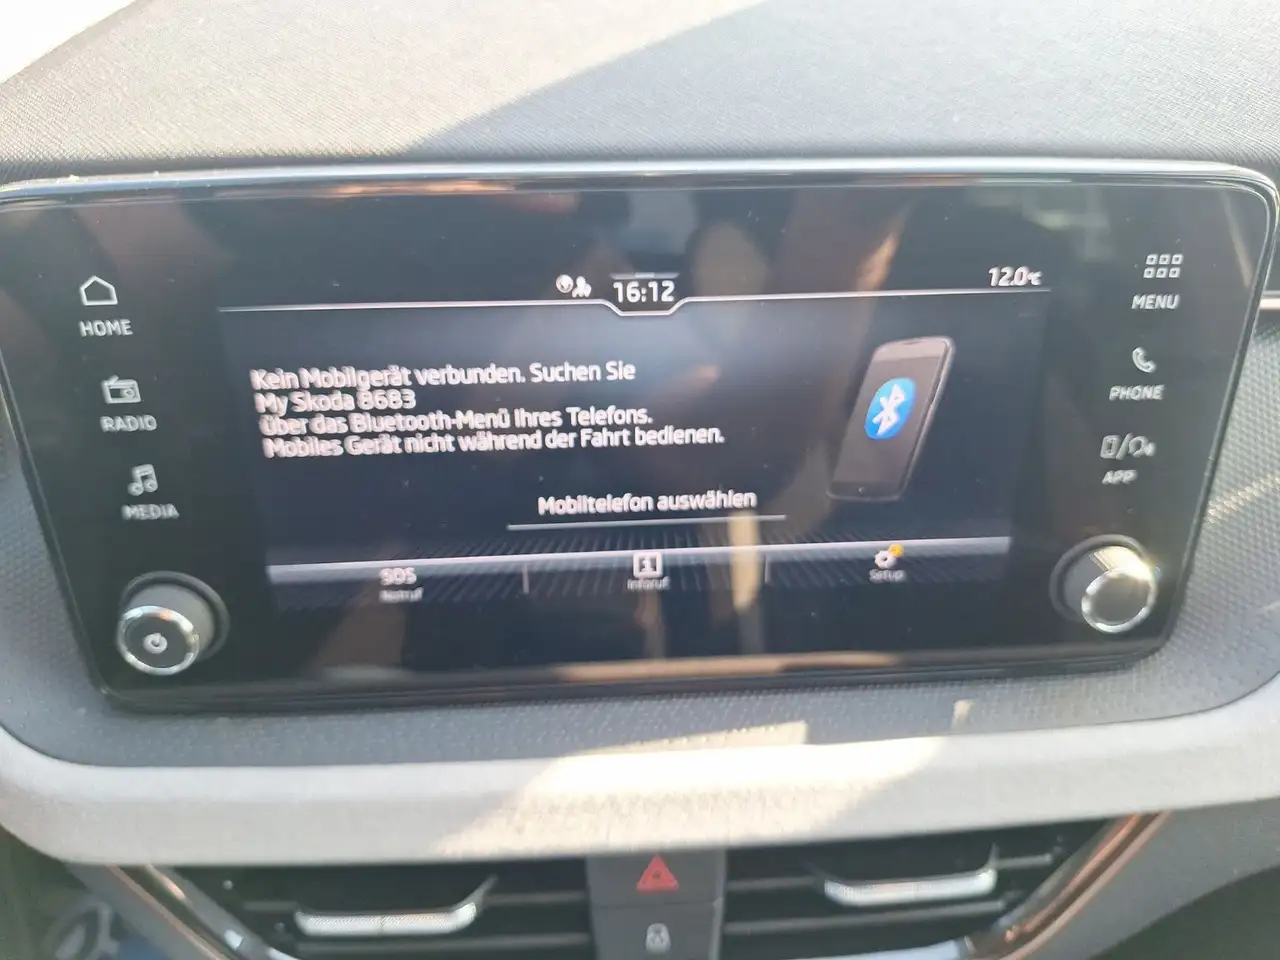 16:12
12.0°C
HOME
RADIO
MEDIA
MENU
PHONE
APP
Kein Mobilgerät verbunden. Suchen Sie
My Skoda 8683
über das Bluetooth-Menü Ihres Telefons.
Mobiles Gerät nicht während der Fahrt bedienen.
Mobiltelefon auswählen
SOS
Notruf
Inforuf
Setup